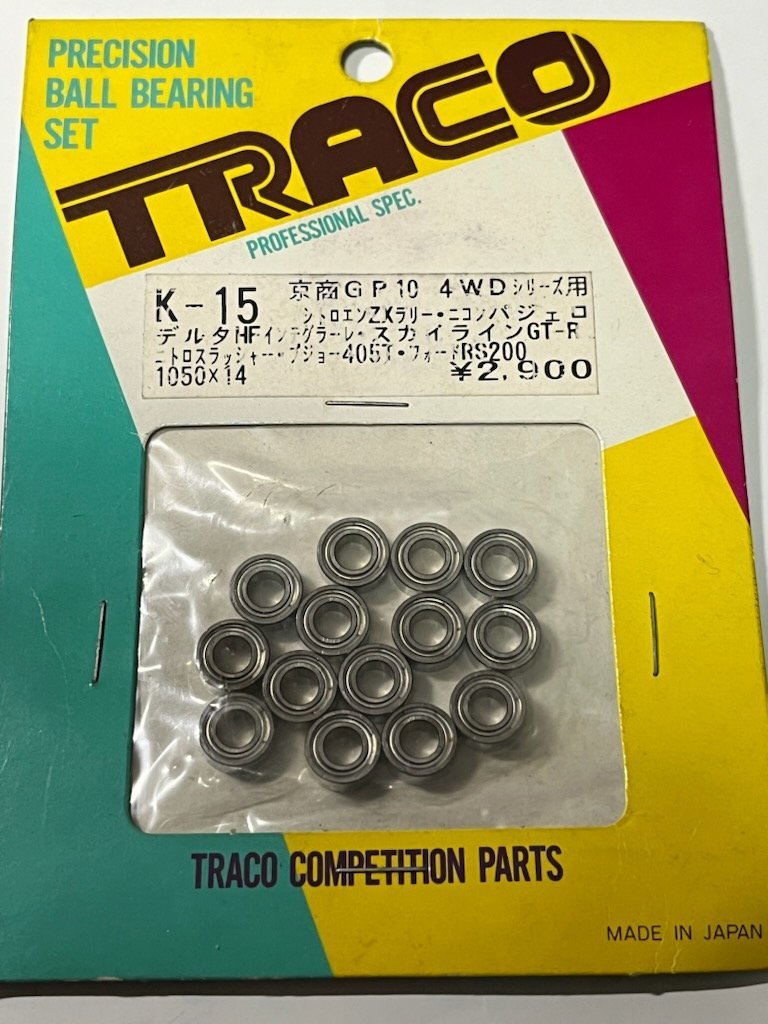 PRECISION
BALL BEARING
SET
TRACO
PROFESSIONAL SPEC.
K-15 京商GP10 4WDシリーズ用
シトロエンZXラリー・ニコンパジェロ
デルタHFインテグラーレ・スカイラインGT-R
ニトロスラッシャー・プジョー405T・フォードRS200
1050×14 ¥2,900
TRACO COMPETITION PARTS
MADE IN JAPAN